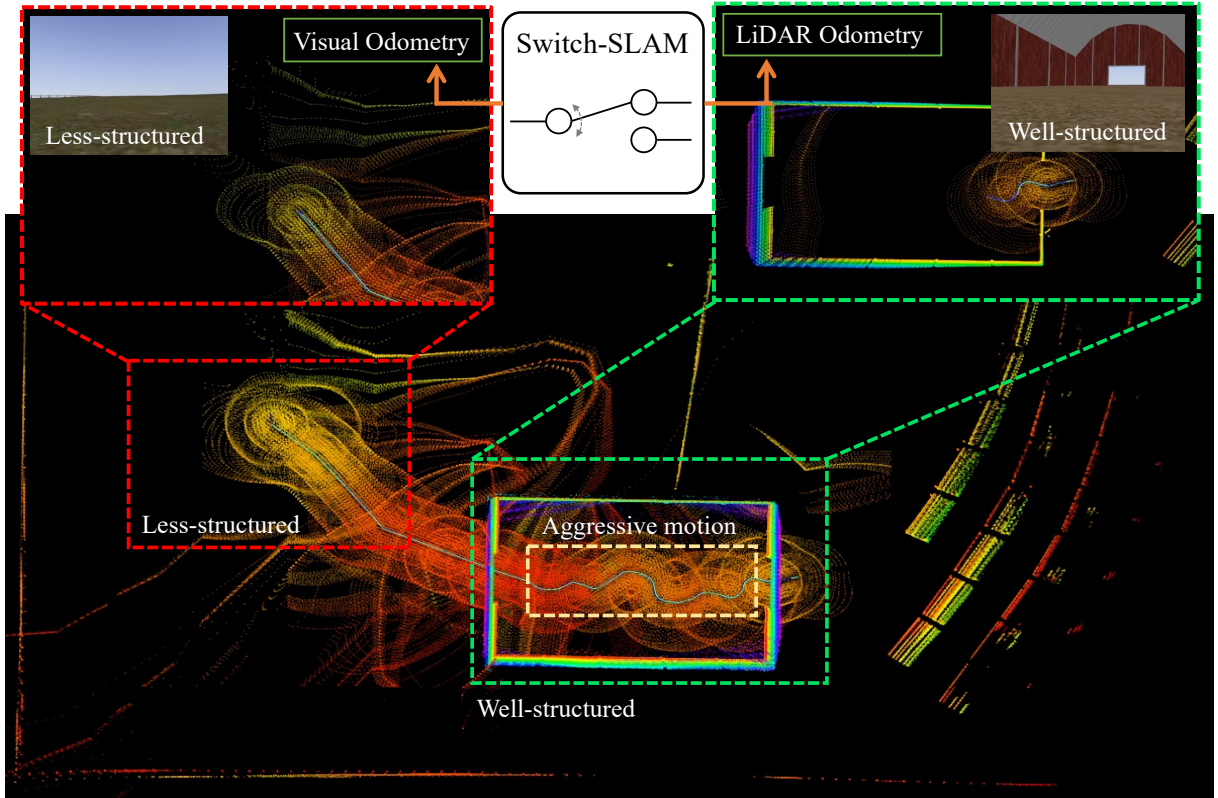 Visual Odometry
Switch-SLAM
LiDAR Odometry
Less-structured
Well-structured
Less-structured
Aggressive motion
Well-structured